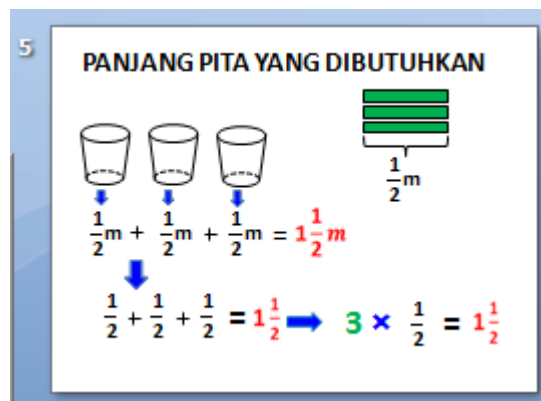 5
PANJANG PITA YANG DIBUTUHKAN
1/2 m
1/2 m + 1/2 m + 1/2 m = 1 1/2 m
1/2 + 1/2 + 1/2 = 1 1/2 3 × 1/2 = 1 1/2